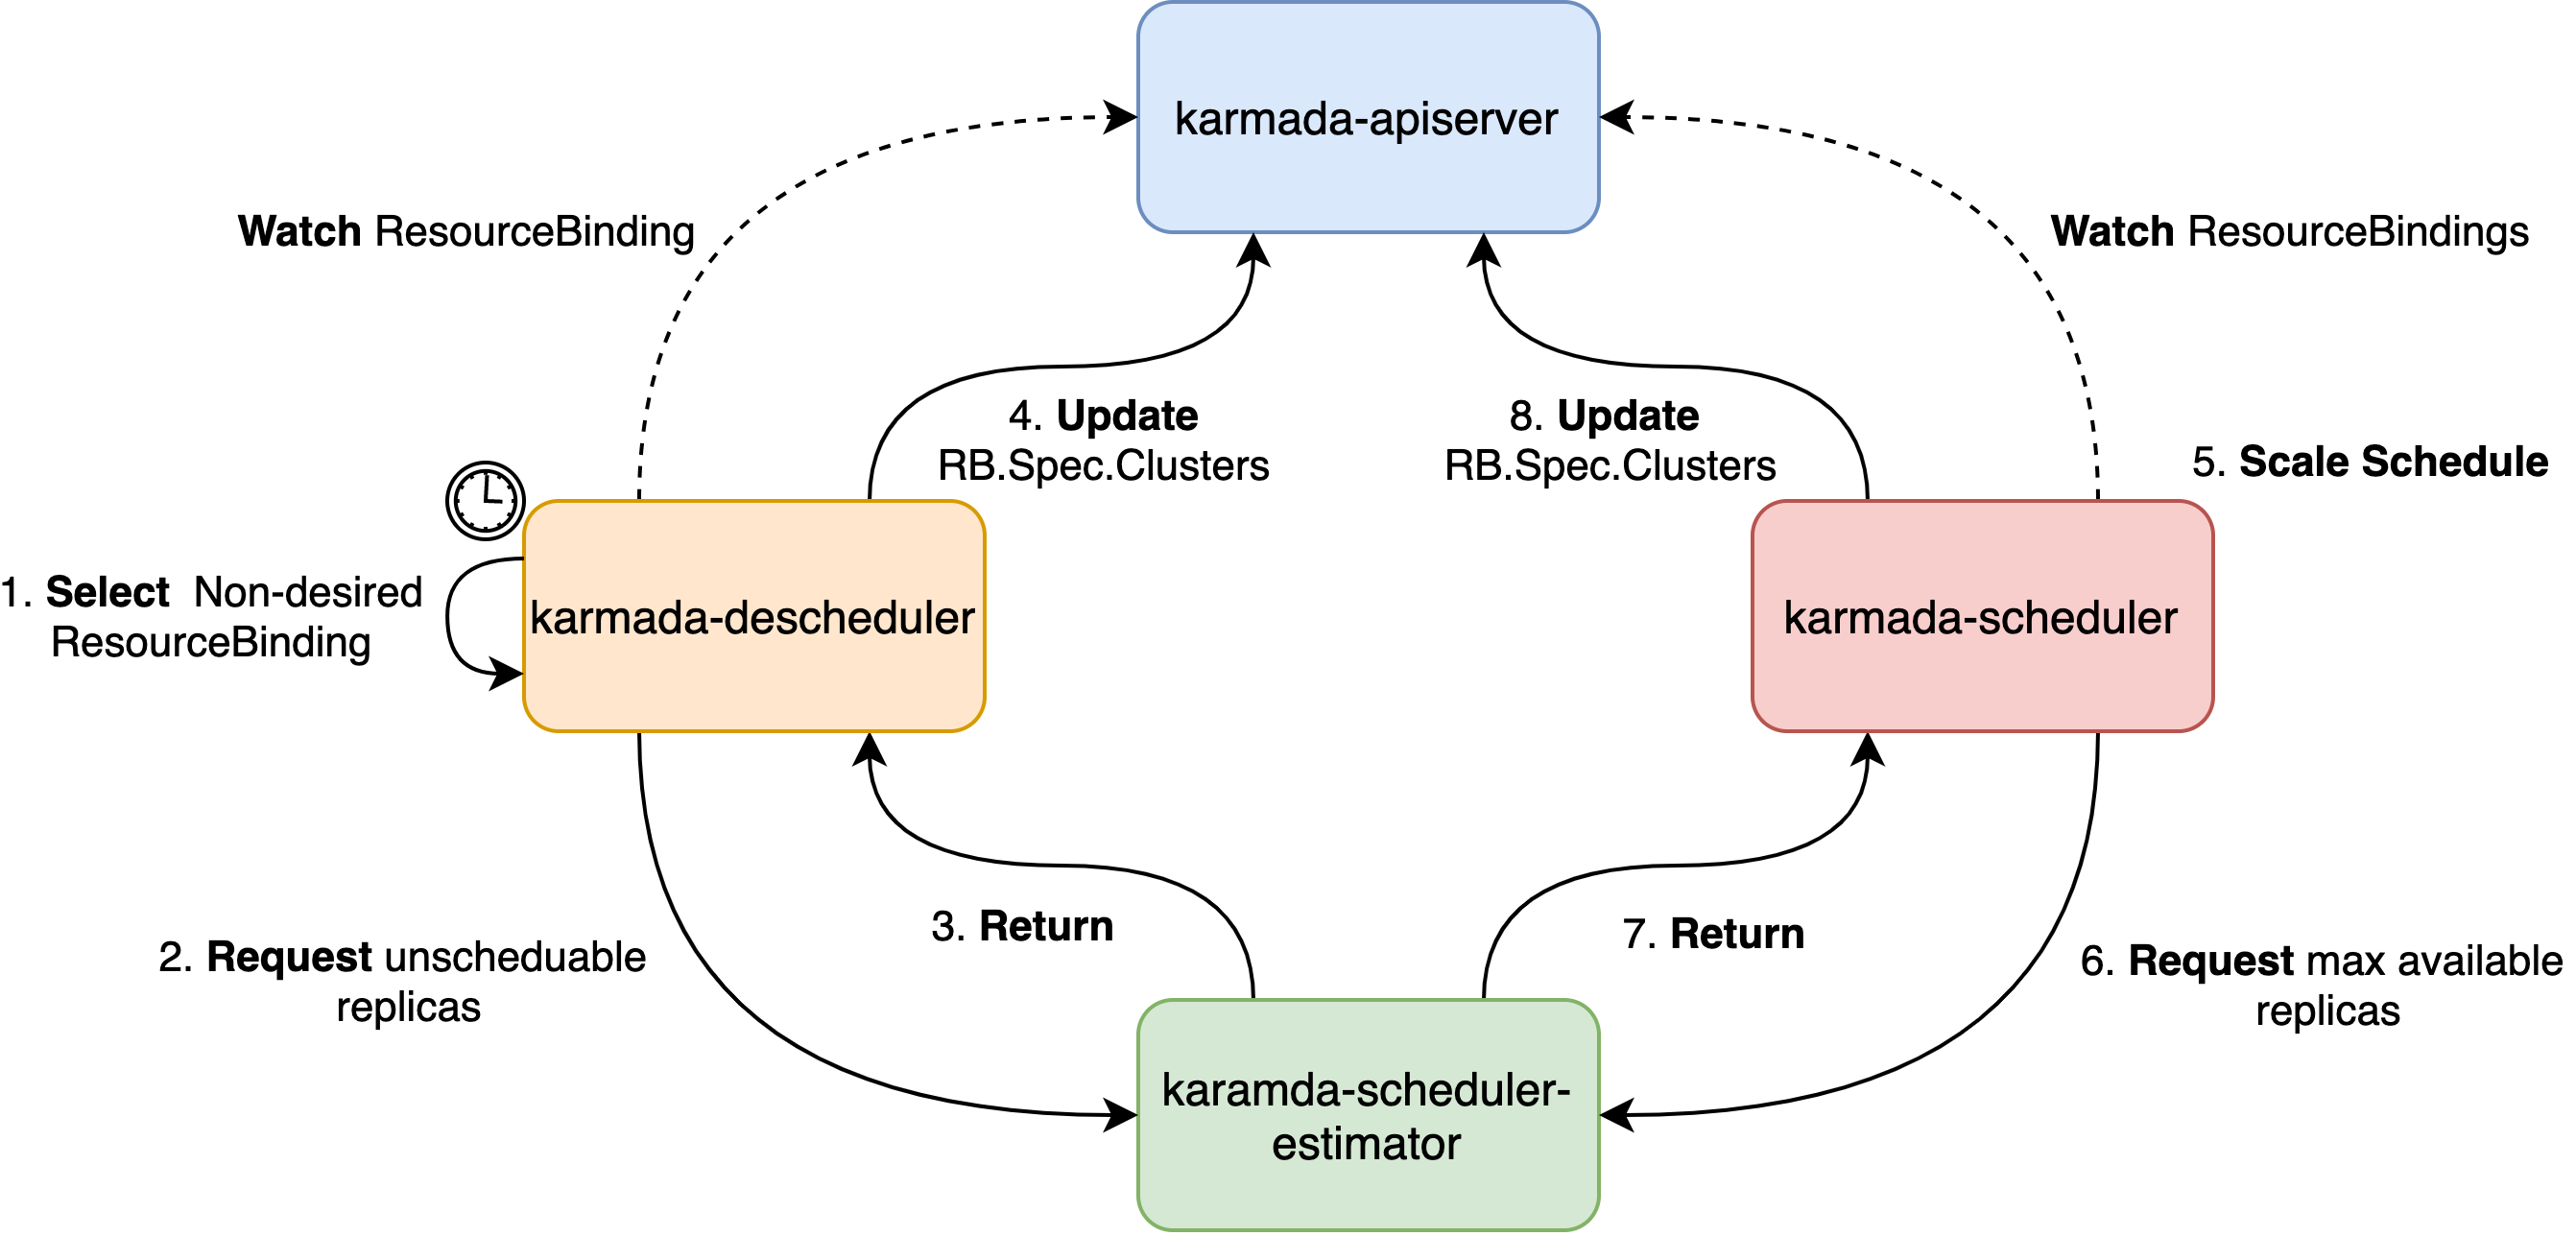 karmada-apiserver
Watch ResourceBinding
Watch ResourceBindings
4. Update
RB.Spec.Clusters
8. Update
RB.Spec.Clusters
5. Scale Schedule
1. Select  Non-desired
ResourceBinding
karmada-descheduler
karmada-scheduler
3. Return
7. Return
2. Request unscheduable
replicas
6. Request max available
replicas
karamda-scheduler-
estimator